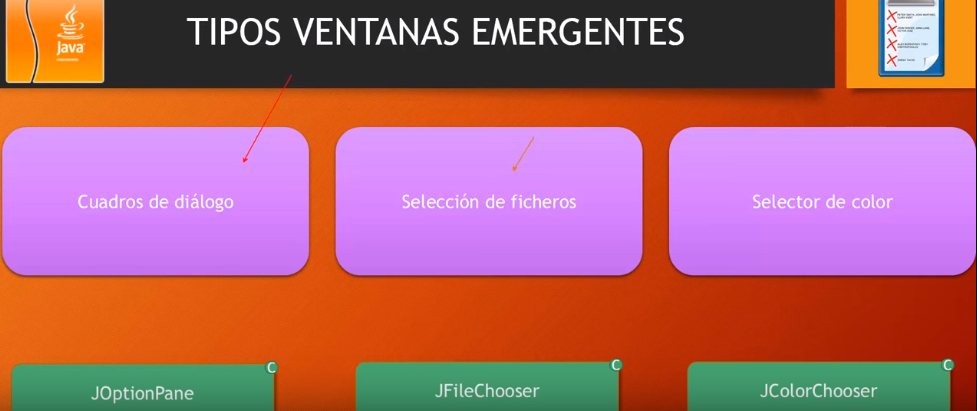 Java
TIPOS VENTANAS EMERGENTES
Cuadros de diálogo
Selección de ficheros
Selector de color
C
JOptionPane
C
JFileChooser
C
JColorChooser